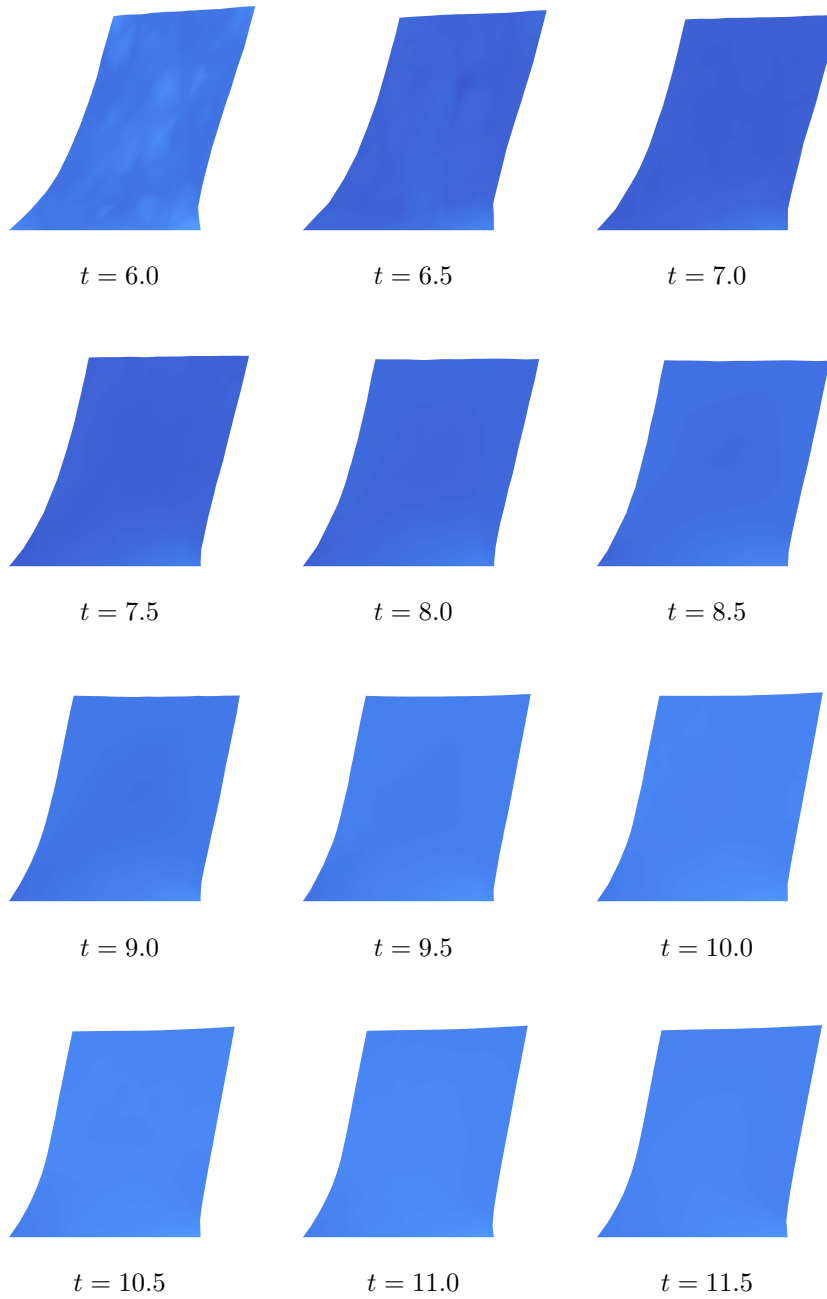 t = 6.0 t = 6.5 t = 7.0
t = 7.5 t = 8.0 t = 8.5
t = 9.0 t = 9.5 t = 10.0
t = 10.5 t = 11.0 t = 11.5